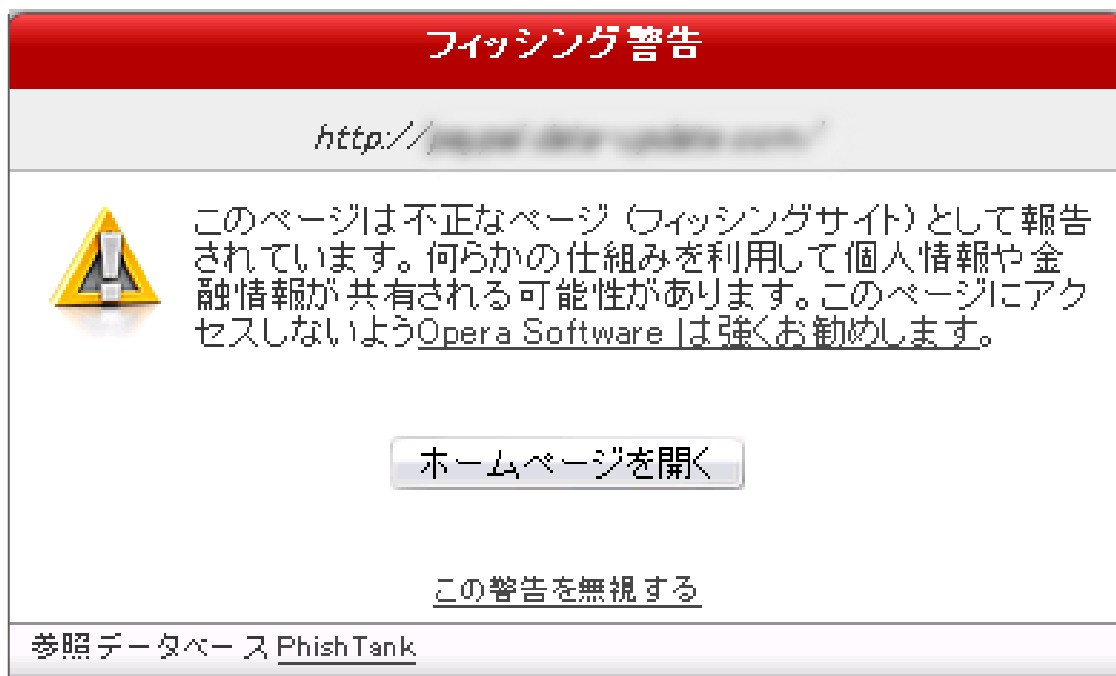 フィッシング警告
http://
このページは不正なページ (フィッシングサイト) として報告
されています。何らかの仕組みを利用して個人情報や金
融情報が共有される可能性があります。このページにアク
セスしないようOpera Software は強くお勧めします。
ホームページを開く
この警告を無視する
参照データベース PhishTank